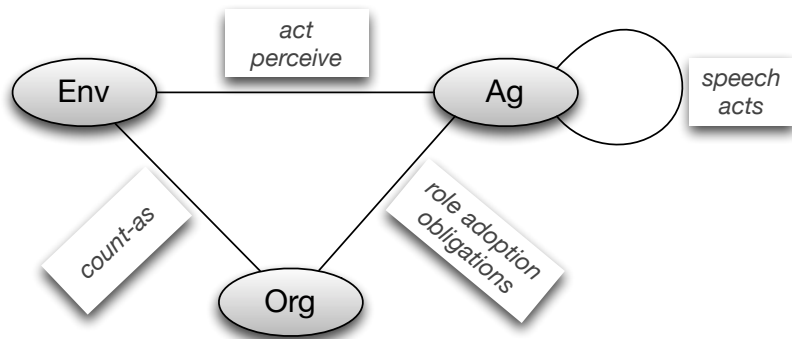 act
perceive
Env
Ag
speech
acts
count-as
role adoption
obligations
Org